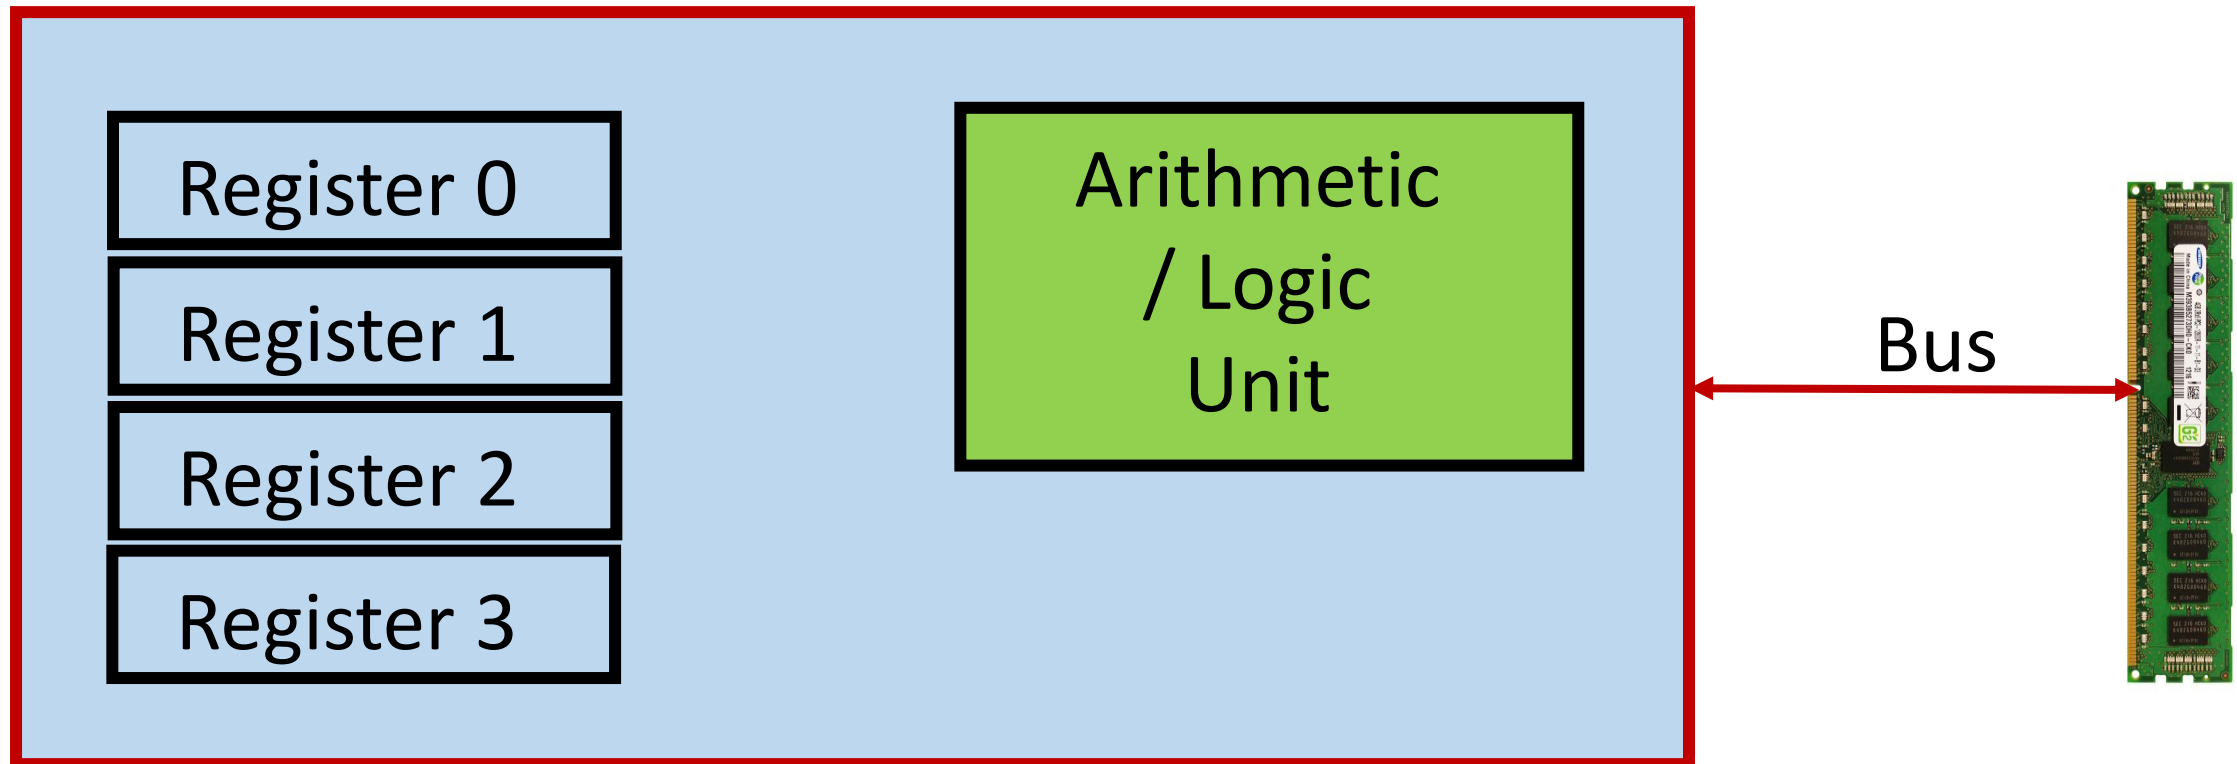 Register 0
Register 1
Register 2
Register 3
Arithmetic
/ Logic
Unit
Bus